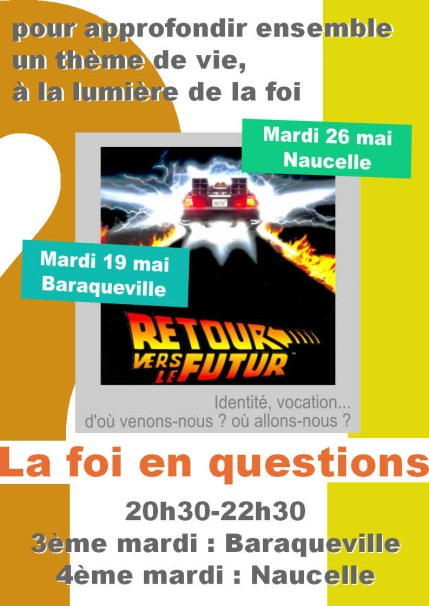 pour approfondir ensemble
un thème de vie,
à la lumière de la foi
Mardi 26 mai
Naucelle
Mardi 19 mai
Baraqueville
RETOUR
VERS
LE FUTUR
Identité, vocation...
d'où venons-nous ? où allons-nous ?
La foi en questions
20h30-22h30
3ème mardi : Baraqueville
4ème mardi : Naucelle